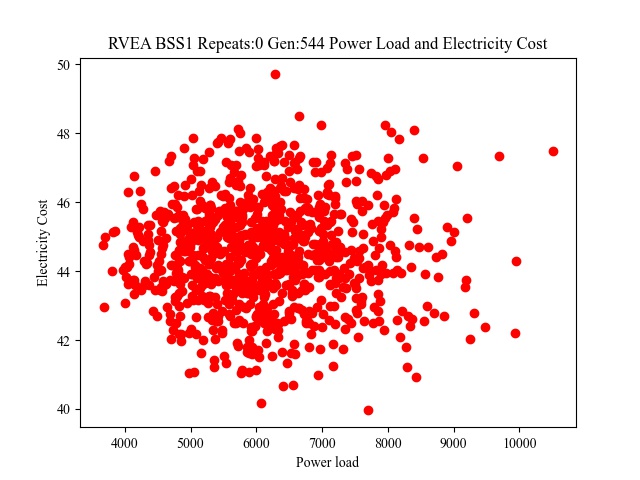 RVEA BSS1 Repeats:0 Gen:544 Power Load and Electricity Cost
50
48
46
44
42
40
Electricity Cost
4000 5000 6000 7000 8000 9000 10000
Power load